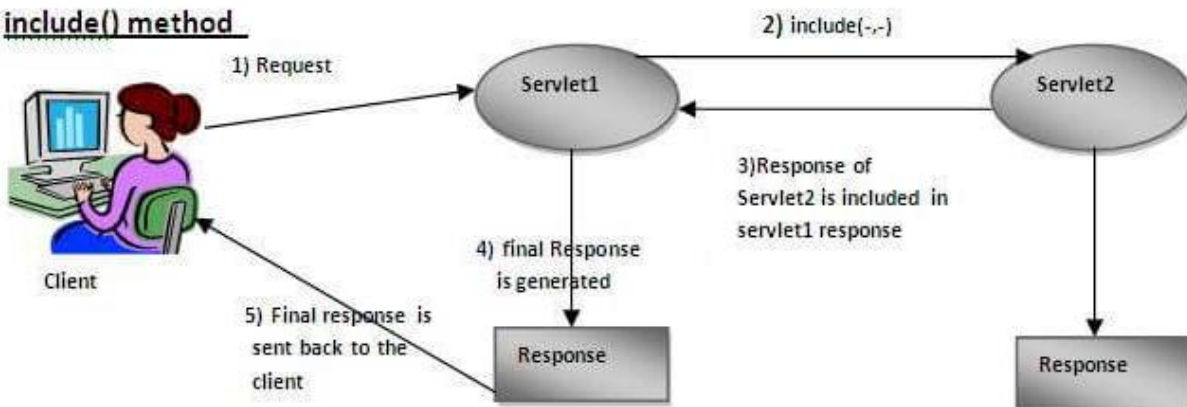 include() method
2) include(-,-)
1) Request
Servlet1
Servlet2
3)Response of
Servlet2 is included in
servlet1 response
4) final Response
is generated
Client
5) Final response is
sent back to the
client
Response
Response